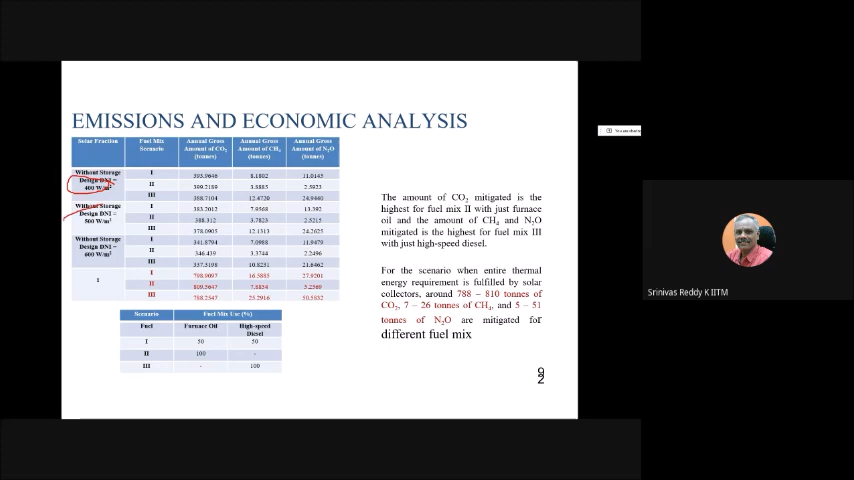 EMISSIONS AND ECONOMIC ANALYSIS
Solar Fraction Fuel Mix Scenario Annual Gross Amount of CO2 (tonnes) Annual Gross Amount of CH4 (tonnes) Annual Gross Amount of N2O (tonnes)
Without Storage Design DNI = 400 W/m2
I 393.9646 8.1802 11.0145
II 399.2189 3.8885 2.5923
III 388.7104 12.4720 24.9440
Without Storage Design DNI = 500 W/m2
I 383.2012 7.9568 13.392
II 388.312 3.7823 2.5215
III 378.0905 12.1313 24.2625
Without Storage Design DNI = 600 W/m2
I 341.8794 7.0988 11.9479
II 346.439 3.3744 2.2496
III 337.3198 10.8231 21.6462
1
I 798.9097 16.5885 27.9201
II 809.5647 7.8854 5.2569
III 788.2547 25.2916 50.5832
Scenario Fuel Mix Use (%)
Fuel Furnace Oil High-speed Diesel
I 50 50
II 100 -
III - 100
The amount of CO2 mitigated is the
highest for fuel mix II with just furnace
oil and the amount of CH4 and N2O
mitigated is the highest for fuel mix III
with just high-speed diesel.
For the scenario when entire thermal
energy requirement is fulfilled by solar
collectors, around 788 – 810 tonnes of
CO2, 7 – 26 tonnes of CH4, and 5 – 51
tonnes of N2O are mitigated for
different fuel mix
9
2
Srinivas Reddy K IITM